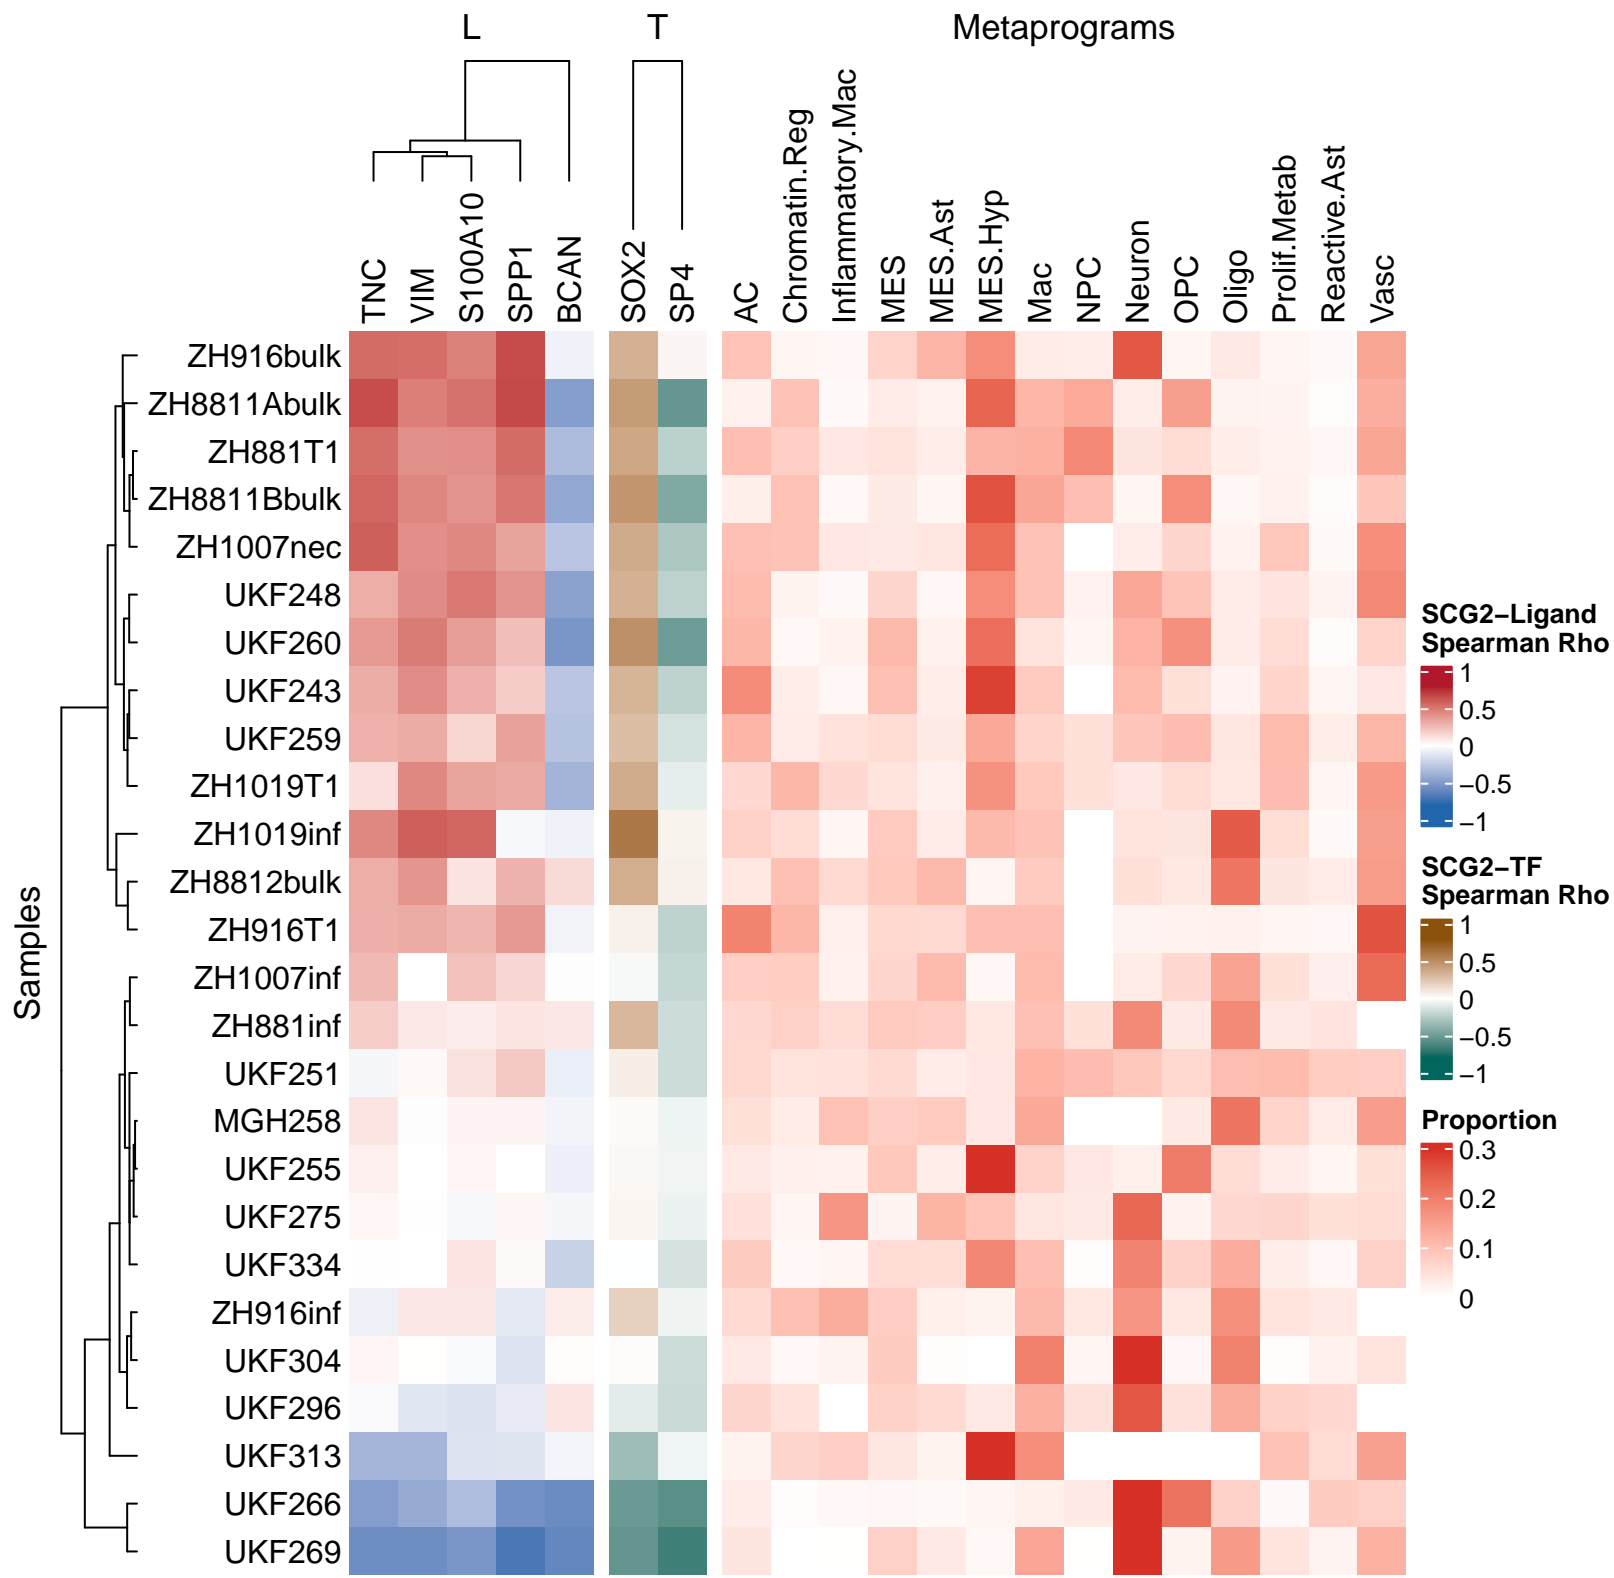 L T Metaprograms
TNC VIM S100A10 SPP1 BCAN SOX2 SP4 AC Chromatin.Reg Inflammatory.Mac MES MES.Ast MES.Hyp Mac NPC Neuron OPC Oligo Prolif.Metab Reactive.Ast Vasc
Samples
ZH916bulk
ZH8811Abulk
ZH881T1
ZH8811Bbulk
ZH1007nec
UKF248
UKF260
UKF243
UKF259
ZH1019T1
ZH1019inf
ZH8812bulk
ZH916T1
ZH1007inf
ZH881inf
UKF251
MGH258
UKF255
UKF275
UKF334
ZH916inf
UKF304
UKF296
UKF313
UKF266
UKF269
SCG2−Ligand
Spearman Rho
1
0.5
0
−0.5
−1
SCG2−TF
Spearman Rho
1
0.5
0
−0.5
−1
Proportion
0.3
0.2
0.1
0